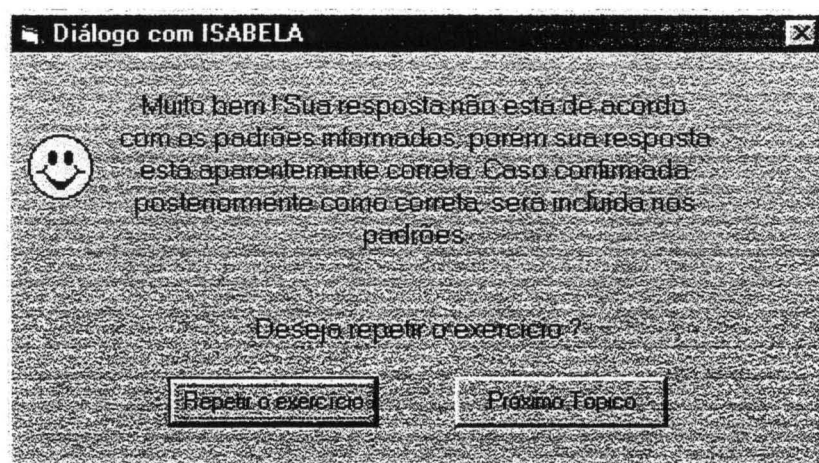 Diálogo com ISABELA
Muito bem ! Sua resposta não está de acordo
com os padrões informados, porém sua resposta
está aparentemente correta. Caso confirmada
posteriormente como correta, será incluída nos
padrões.
Deseja repetir o exercício ?
Repetir o exercício
Próximo Tópico